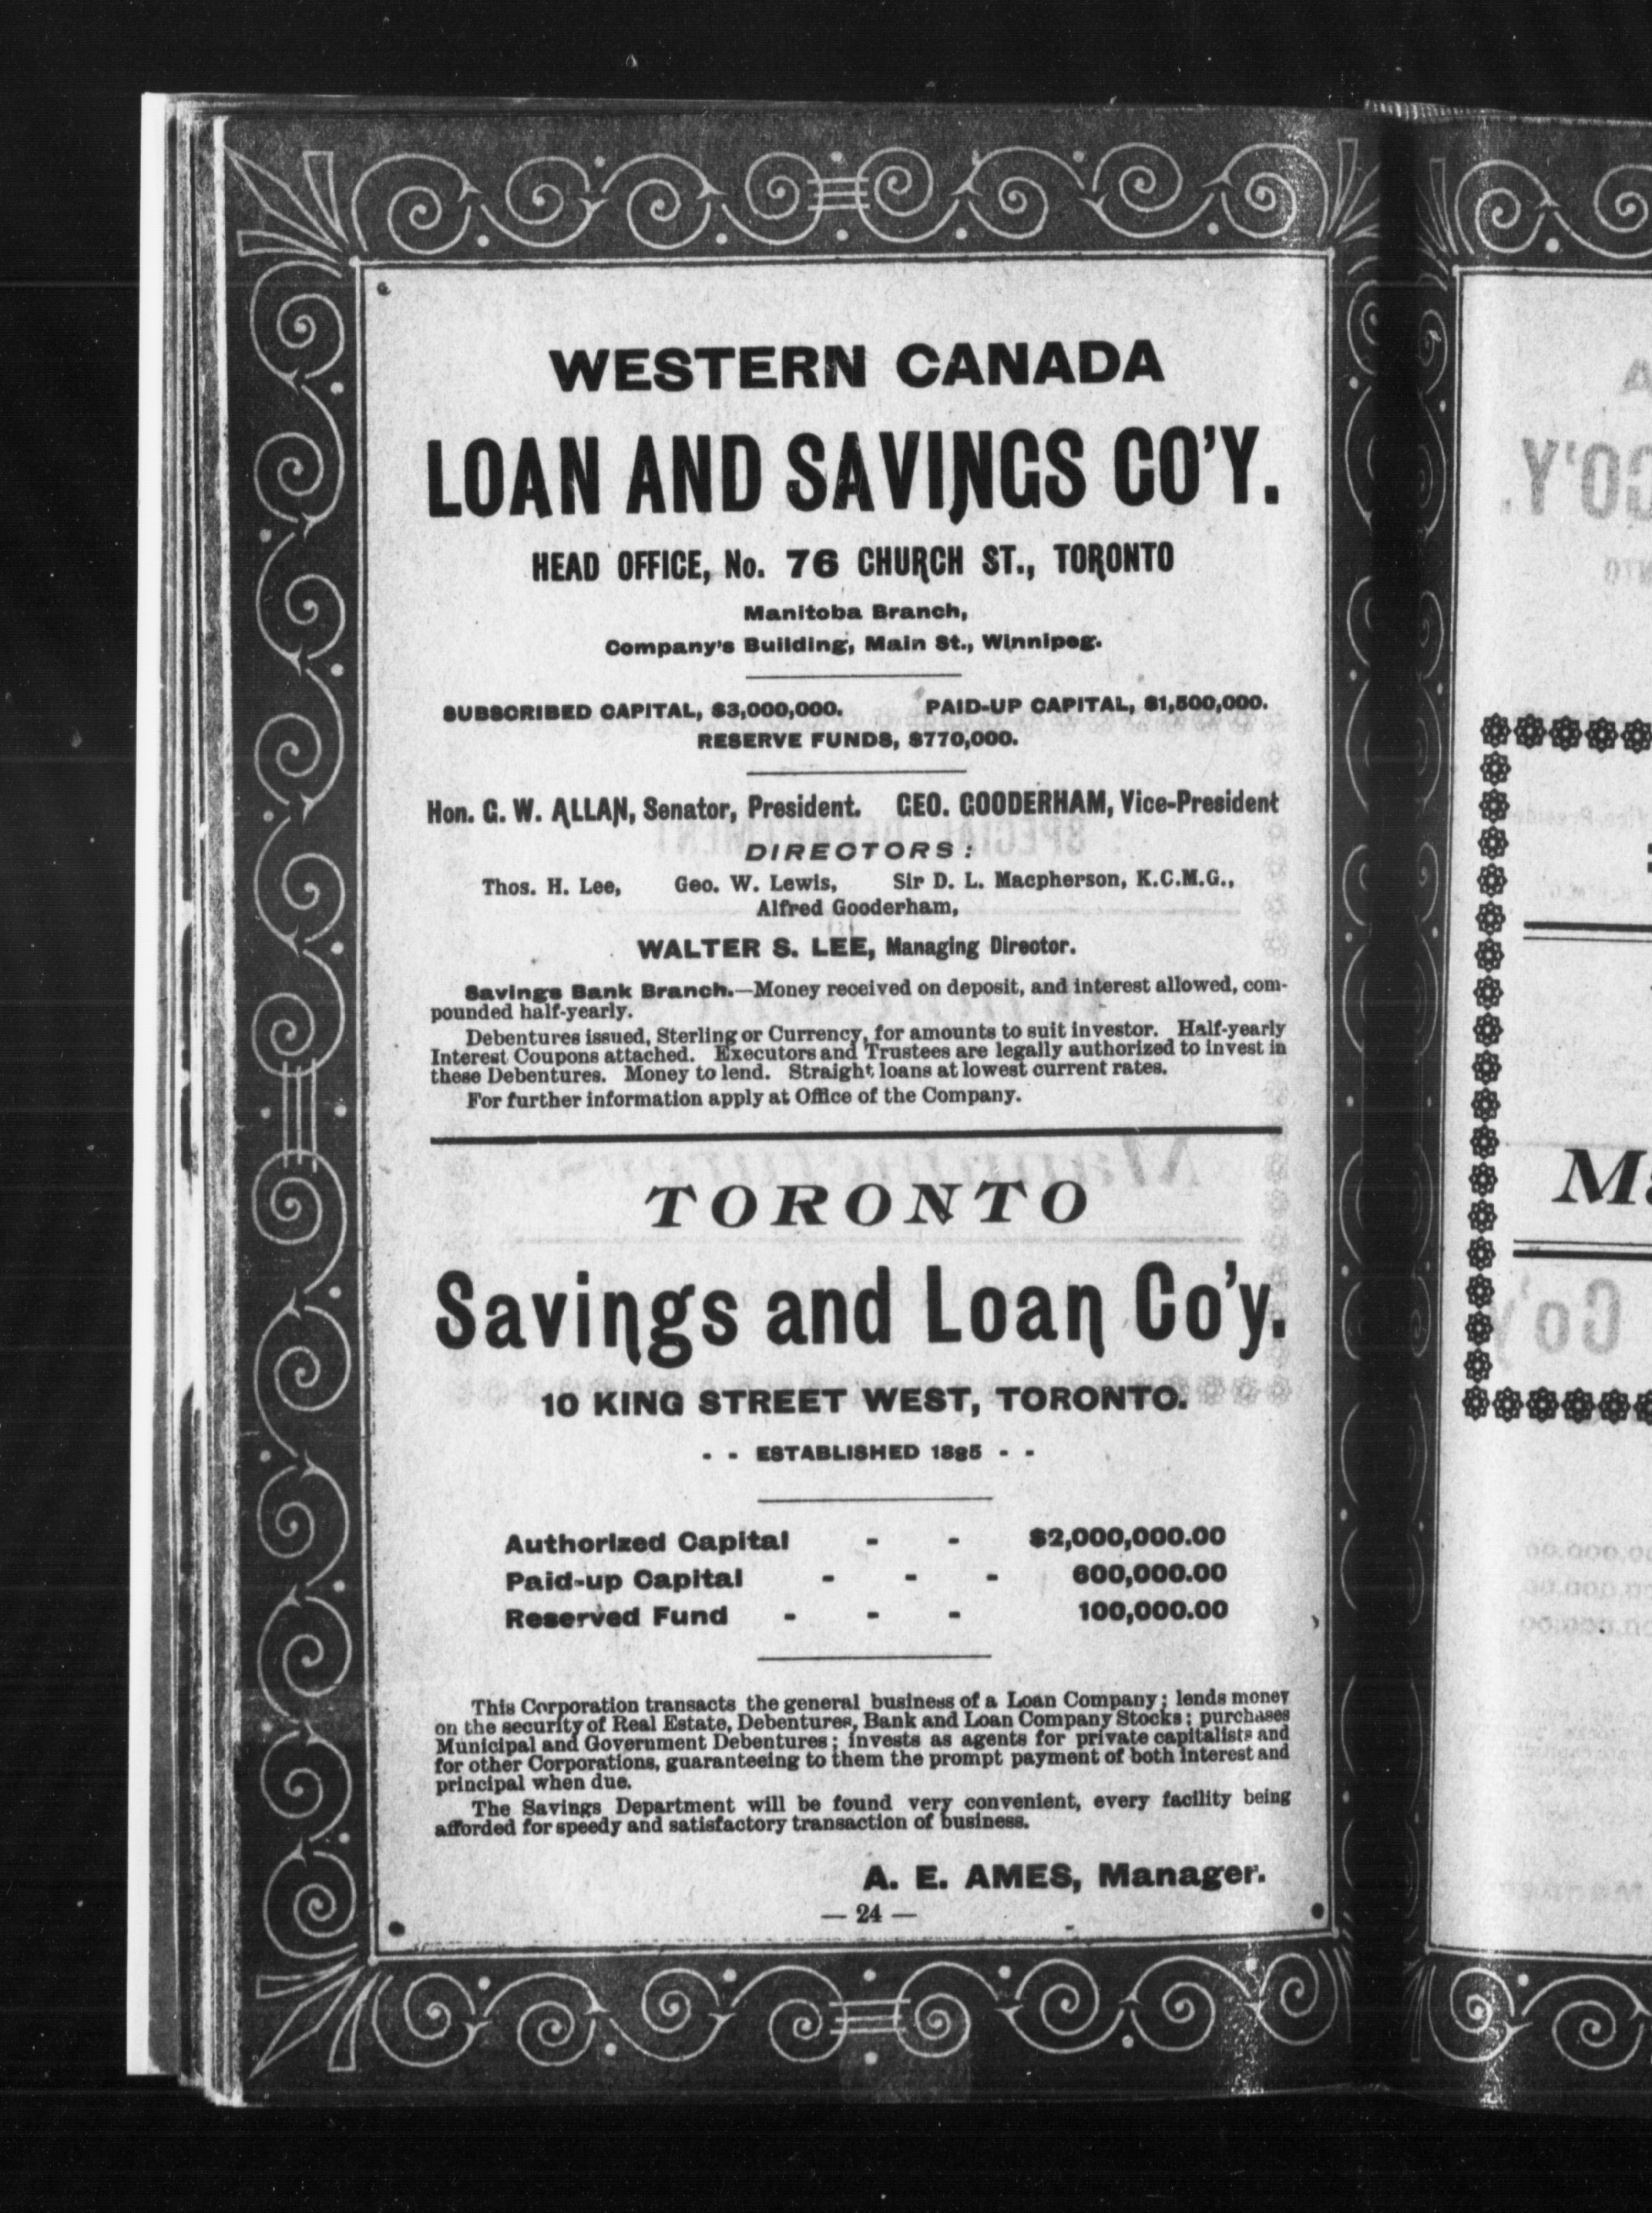 WESTERN CANADA
LOAN AND SAVINGS CO'Y.
HEAD OFFICE, No. 76 CHURCH ST., TORONTO
Manitoba Branch,
Company's Building, Main St., Winnipeg.
SUBSCRIBED CAPITAL, $3,000,000. PAID-UP CAPITAL, $1,500,000.
RESERVE FUNDS, $770,000.
Hon. G. W. ALLAN, Senator, President. GEO. GOODERHAM, Vice-President
DIRECTORS:
Thos. H. Lee, Geo. W. Lewis, Sir D. L. Macpherson, K.C.M.G.,
Alfred Gooderham,
WALTER S. LEE, Managing Director.
Savings Bank Branch.—Money received on deposit, and interest allowed, com-
pounded half-yearly.
Debentures issued, Sterling or Currency, for amounts to suit investor. Half-yearly
Interest Coupons attached. Executors and Trustees are legally authorized to invest in
these Debentures. Money to lend. Straight loans at lowest current rates.
For further information apply at Office of the Company.
TORONTO
Savings and Loan Co'y.
10 KING STREET WEST, TORONTO.
- - ESTABLISHED 1885 - -
Authorized Capital - - $2,000,000.00
Paid-up Capital - - - 600,000.00
Reserved Fund - - - 100,000.00
This Corporation transacts the general business of a Loan Company; lends money
on the security of Real Estate, Debentures, Bank and Loan Company Stocks; purchases
Municipal and Government Debentures; invests as agents for private capitalists and
for other Corporations, guaranteeing to them the prompt payment of both interest and
principal when due.
The Savings Department will be found very convenient, every facility being
afforded for speedy and satisfactory transaction of business.
A. E. AMES, Manager.
— 24 —